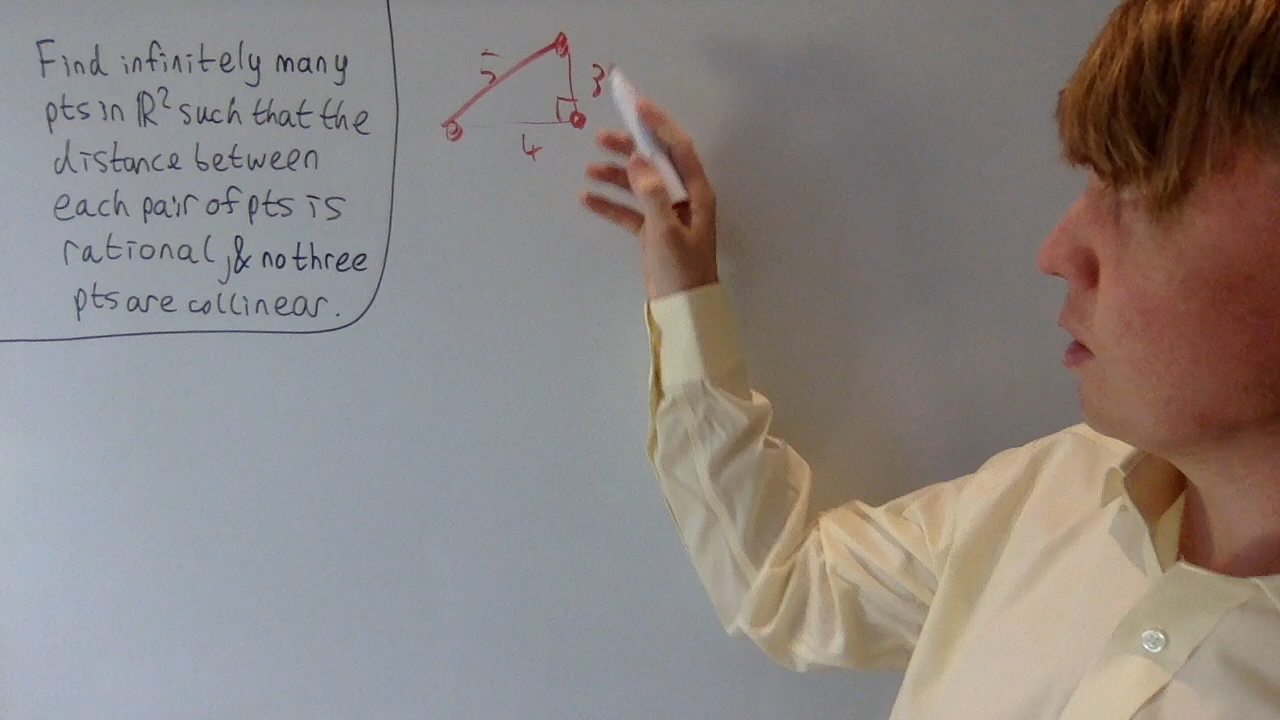 Find infinitely many
pts in ℝ² such that the
distance between
each pair of pts is
rational, & no three
pts are collinear.
5
3
4